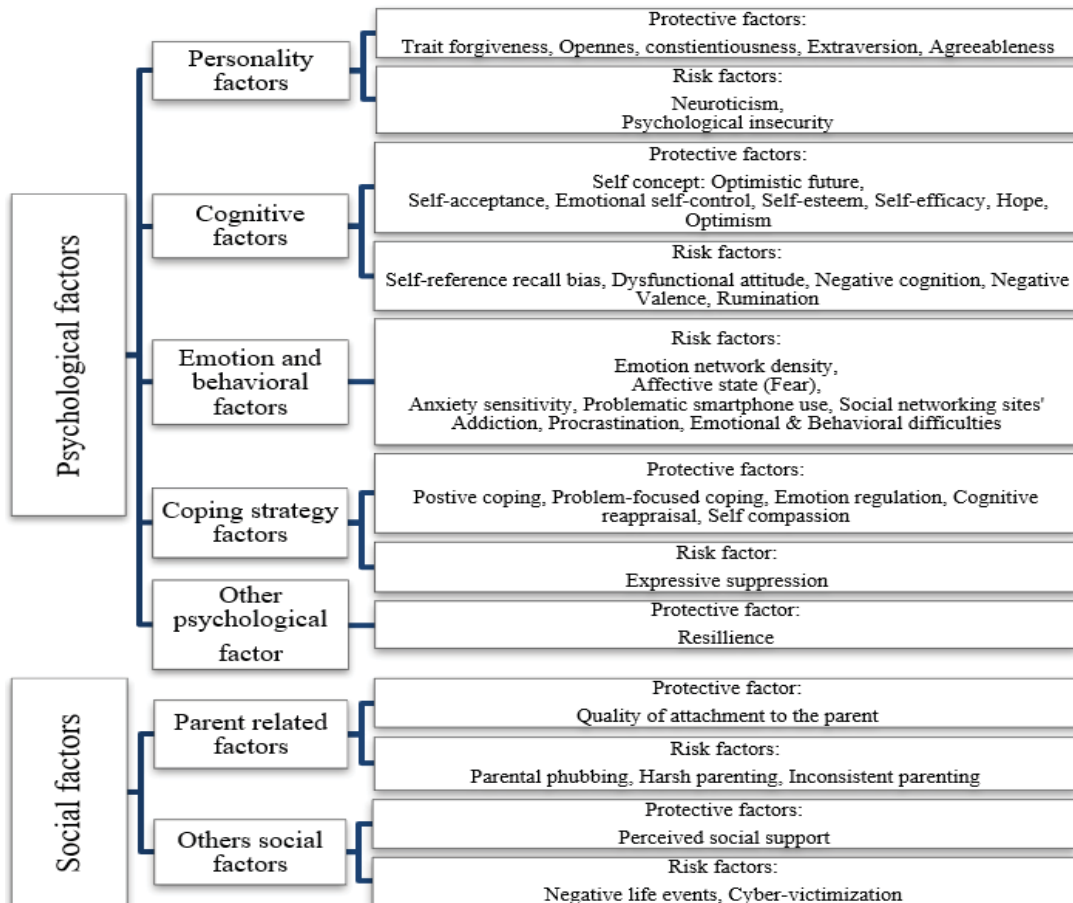 Psychological factors
Personality
factors
Protective factors:
Trait forgiveness, Opennes, constientiousness, Extraversion, Agreeableness
Risk factors:
Neuroticism,
Psychological insecurity
Cognitive
factors
Protective factors:
Self concept: Optimistic future,
Self-acceptance, Emotional self-control, Self-esteem, Self-efficacy, Hope,
Optimism
Risk factors:
Self-reference recall bias, Dysfunctional attitude, Negative cognition, Negative
Valence, Rumination
Emotion and
behavioral
factors
Risk factors:
Emotion network density,
Affective state (Fear),
Anxiety sensitivity, Problematic smartphone use, Social networking sites'
Addiction, Procrastination, Emotional & Behavioral difficulties
Coping strategy
factors
Protective factors:
Postive coping, Problem-focused coping, Emotion regulation, Cognitive
reappraisal, Self compassion
Risk factor:
Expressive suppression
Other
psychological
factor
Protective factor:
Resillience
Social factors
Parent related
factors
Protective factor:
Quality of attachment to the parent
Risk factors:
Parental phubbing, Harsh parenting, Inconsistent parenting
Others social
factors
Protective factors:
Perceived social support
Risk factors:
Negative life events, Cyber-victimization